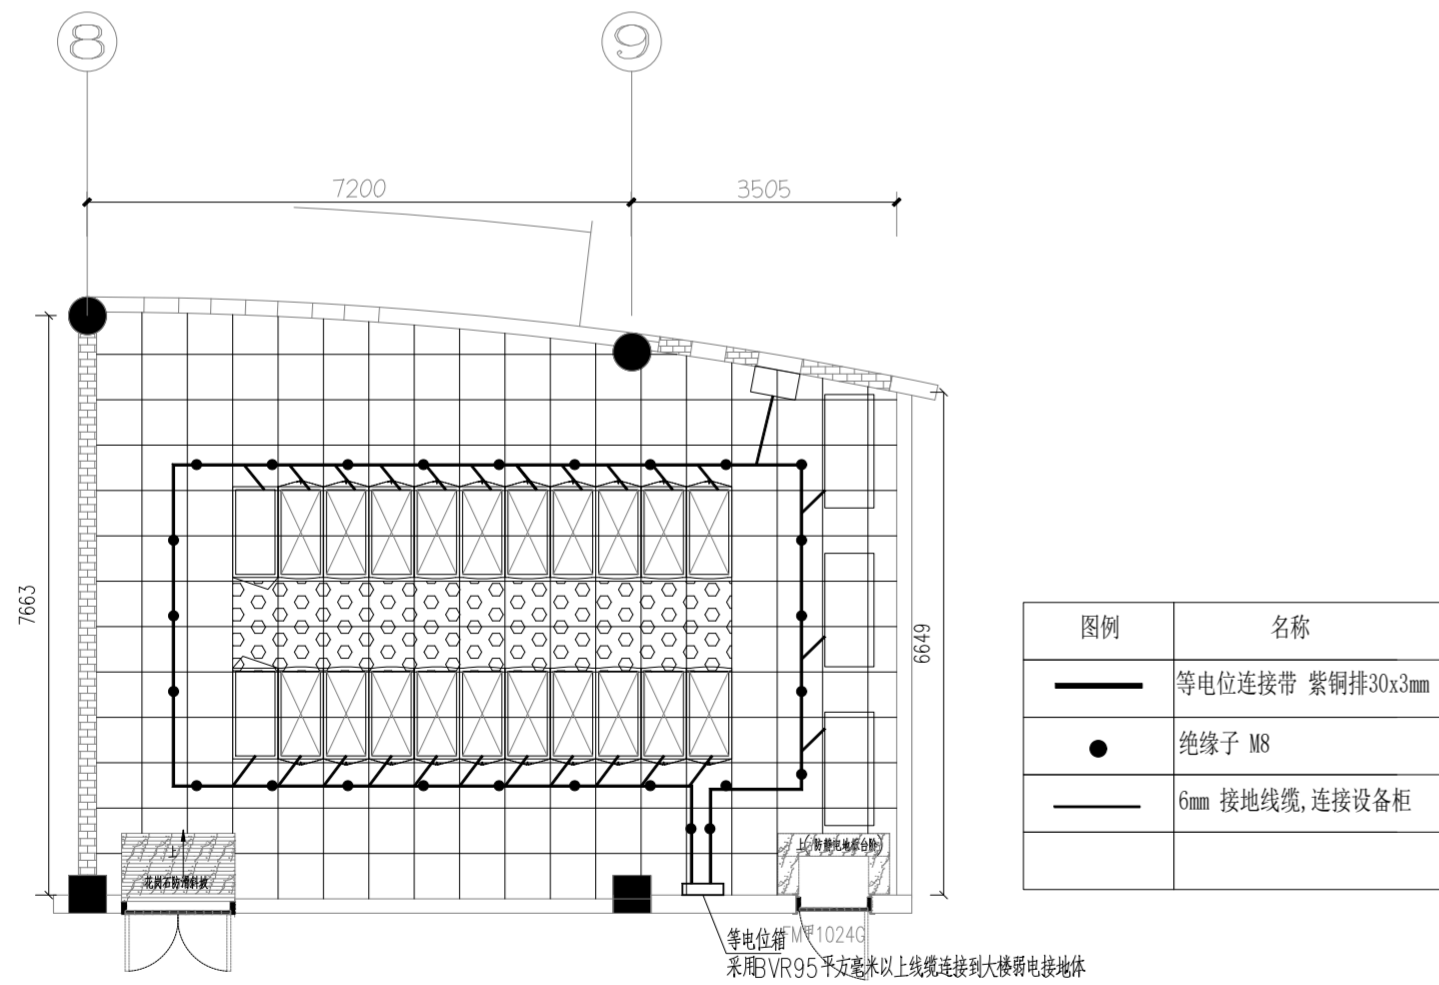 8
9
7200
3505
7663
6649
图例
名称
等电位连接带 紫铜排30x3mm
绝缘子 M8
6mm 接地线缆,连接设备柜
上
花岗石防滑斜坡
上 防静电地板台阶
等电位箱
FM甲1024G
采用BVR95平方毫米以上线缆连接到大楼弱电接地体